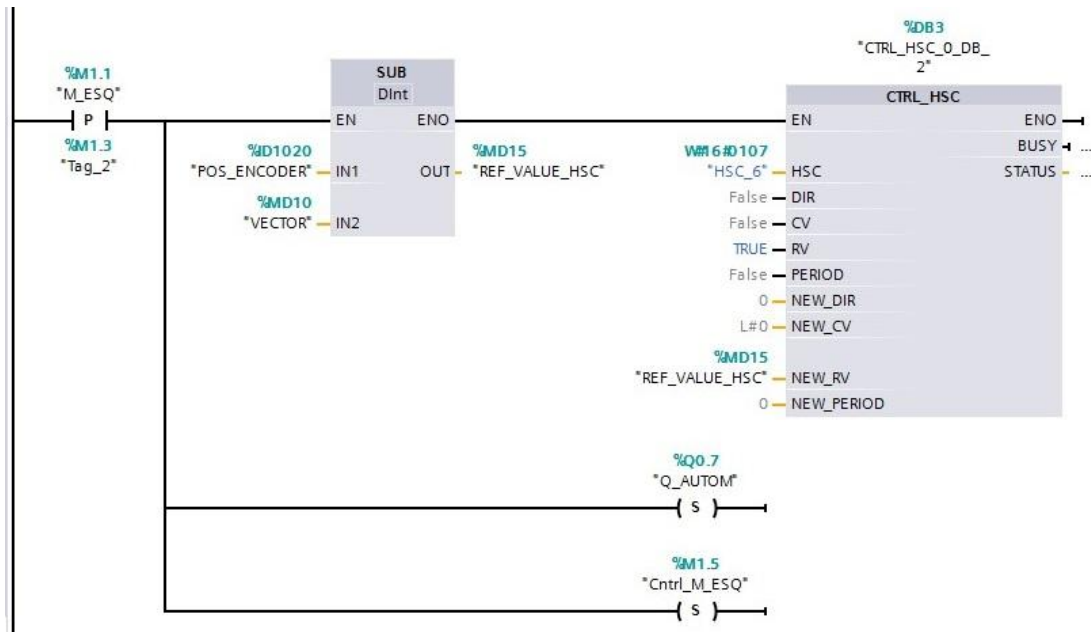 %DB3
"CTRL_HSC_0_DB_
2"
%M1.1
"M_ESQ"
P
%M1.3
"Tag_2"
SUB
DInt
EN ENO
%ID1020
"POS_ENCODER" IN1
OUT
%MD15
"REF_VALUE_HSC"
%MD10
"VECTOR" IN2
CTRL_HSC
EN ENO
BUSY ...
W#16#0107
"HSC_6" HSC STATUS ...
False DIR
False CV
TRUE RV
False PERIOD
0 NEW_DIR
L#0 NEW_CV
%MD15
"REF_VALUE_HSC" NEW_RV
0 NEW_PERIOD
%Q0.7
"Q_AUTOM"
( S )
%M1.5
"Cntrl_M_ESQ"
( S )